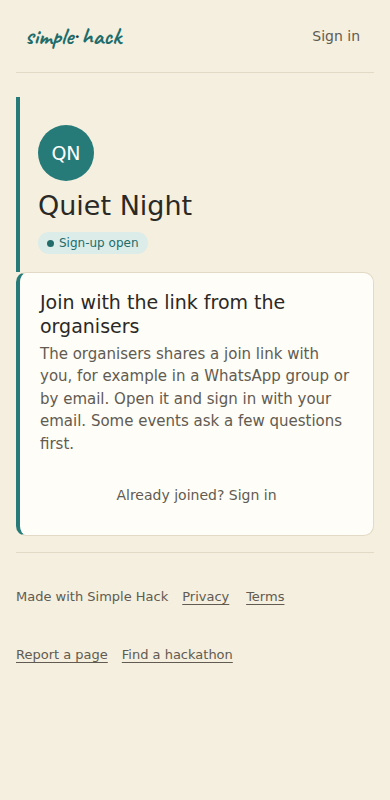 simple·hack
Sign in
QN
Quiet Night
Sign-up open
Join with the link from the
organisers
The organisers shares a join link with
you, for example in a WhatsApp group or
by email. Open it and sign in with your
email. Some events ask a few questions
first.
Already joined? Sign in
Made with Simple Hack Privacy Terms
Report a page Find a hackathon